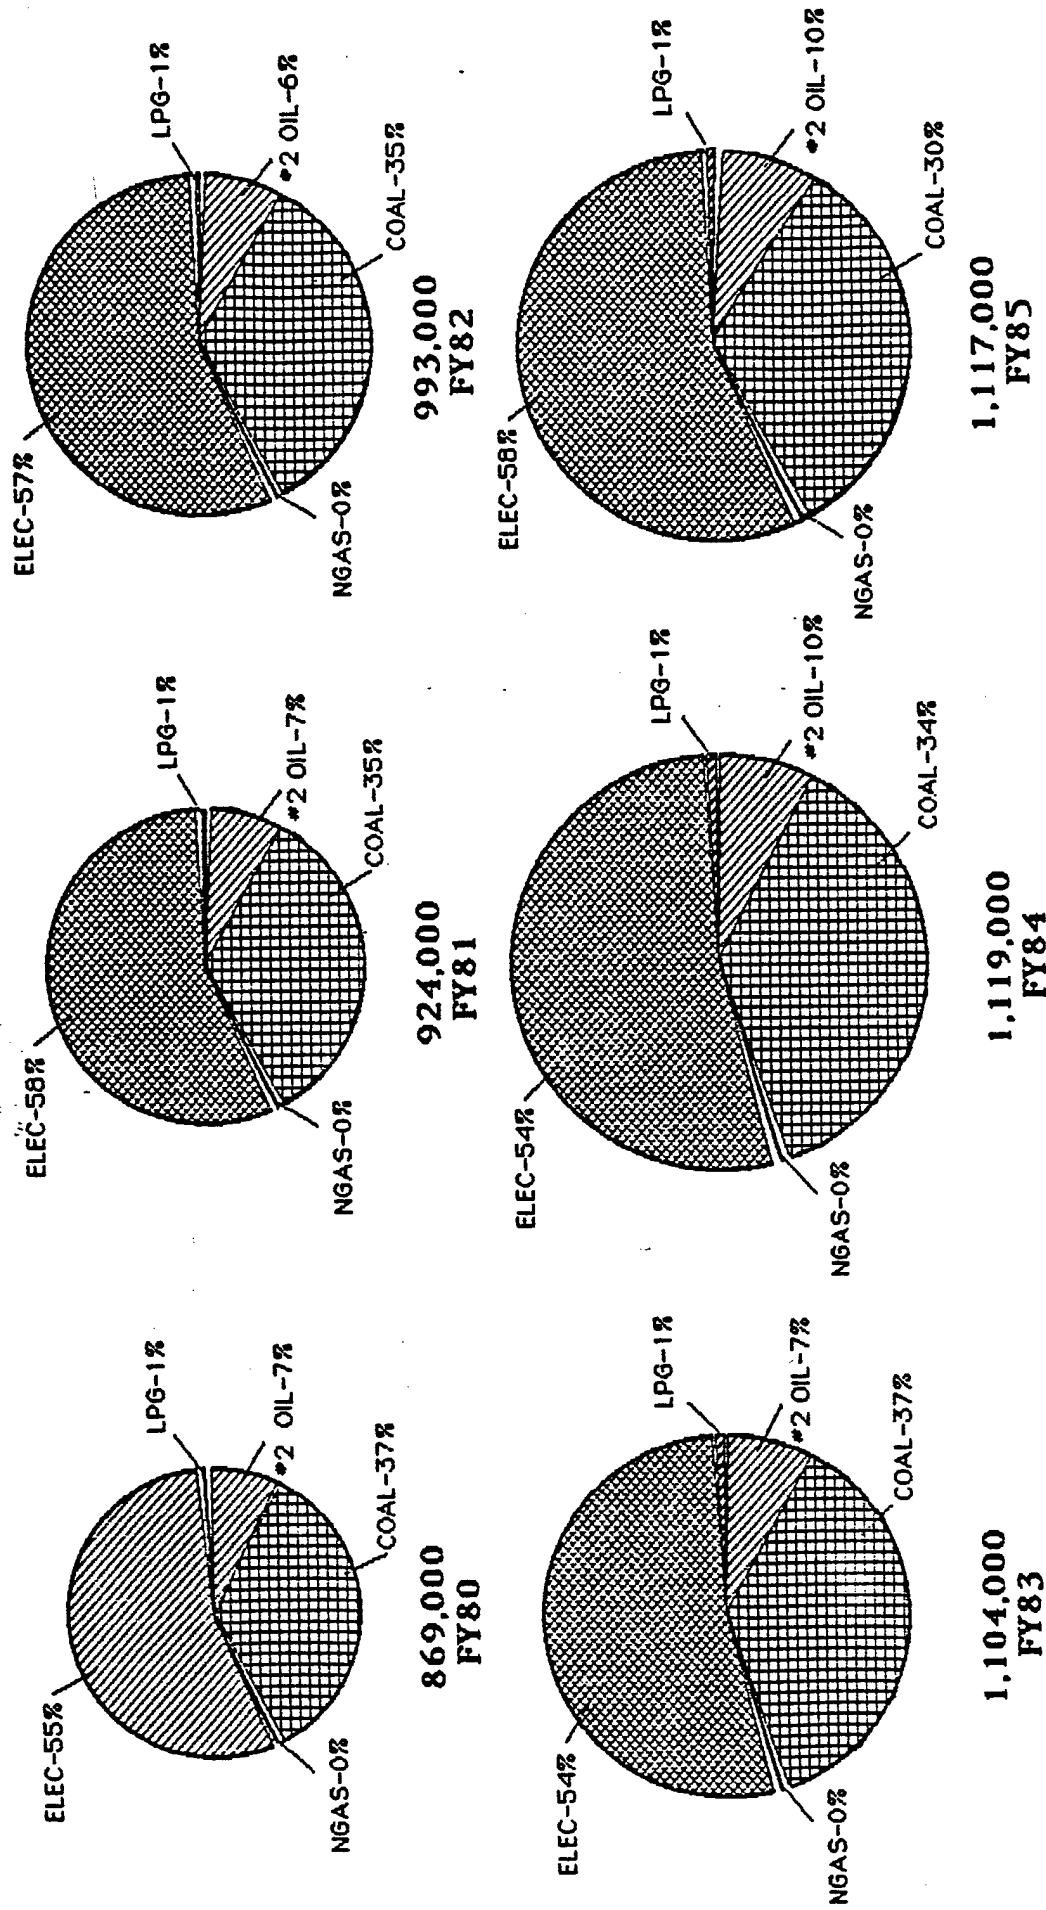 ELEC-55%
LPG-1%
#2 OIL-7%
COAL-37%
NGAS-0%
869,000
FY80
ELEC-58%
LPG-1%
#2 OIL-7%
COAL-35%
NGAS-0%
924,000
FY81
ELEC-57%
LPG-1%
#2 OIL-6%
COAL-35%
NGAS-0%
993,000
FY82
ELEC-54%
LPG-1%
#2 OIL-7%
COAL-37%
NGAS-0%
1,104,000
FY83
ELEC-54%
LPG-1%
#2 OIL-10%
COAL-34%
NGAS-0%
1,119,000
FY84
ELEC-58%
LPG-1%
#2 OIL-10%
COAL-30%
NGAS-0%
1,117,000
FY85